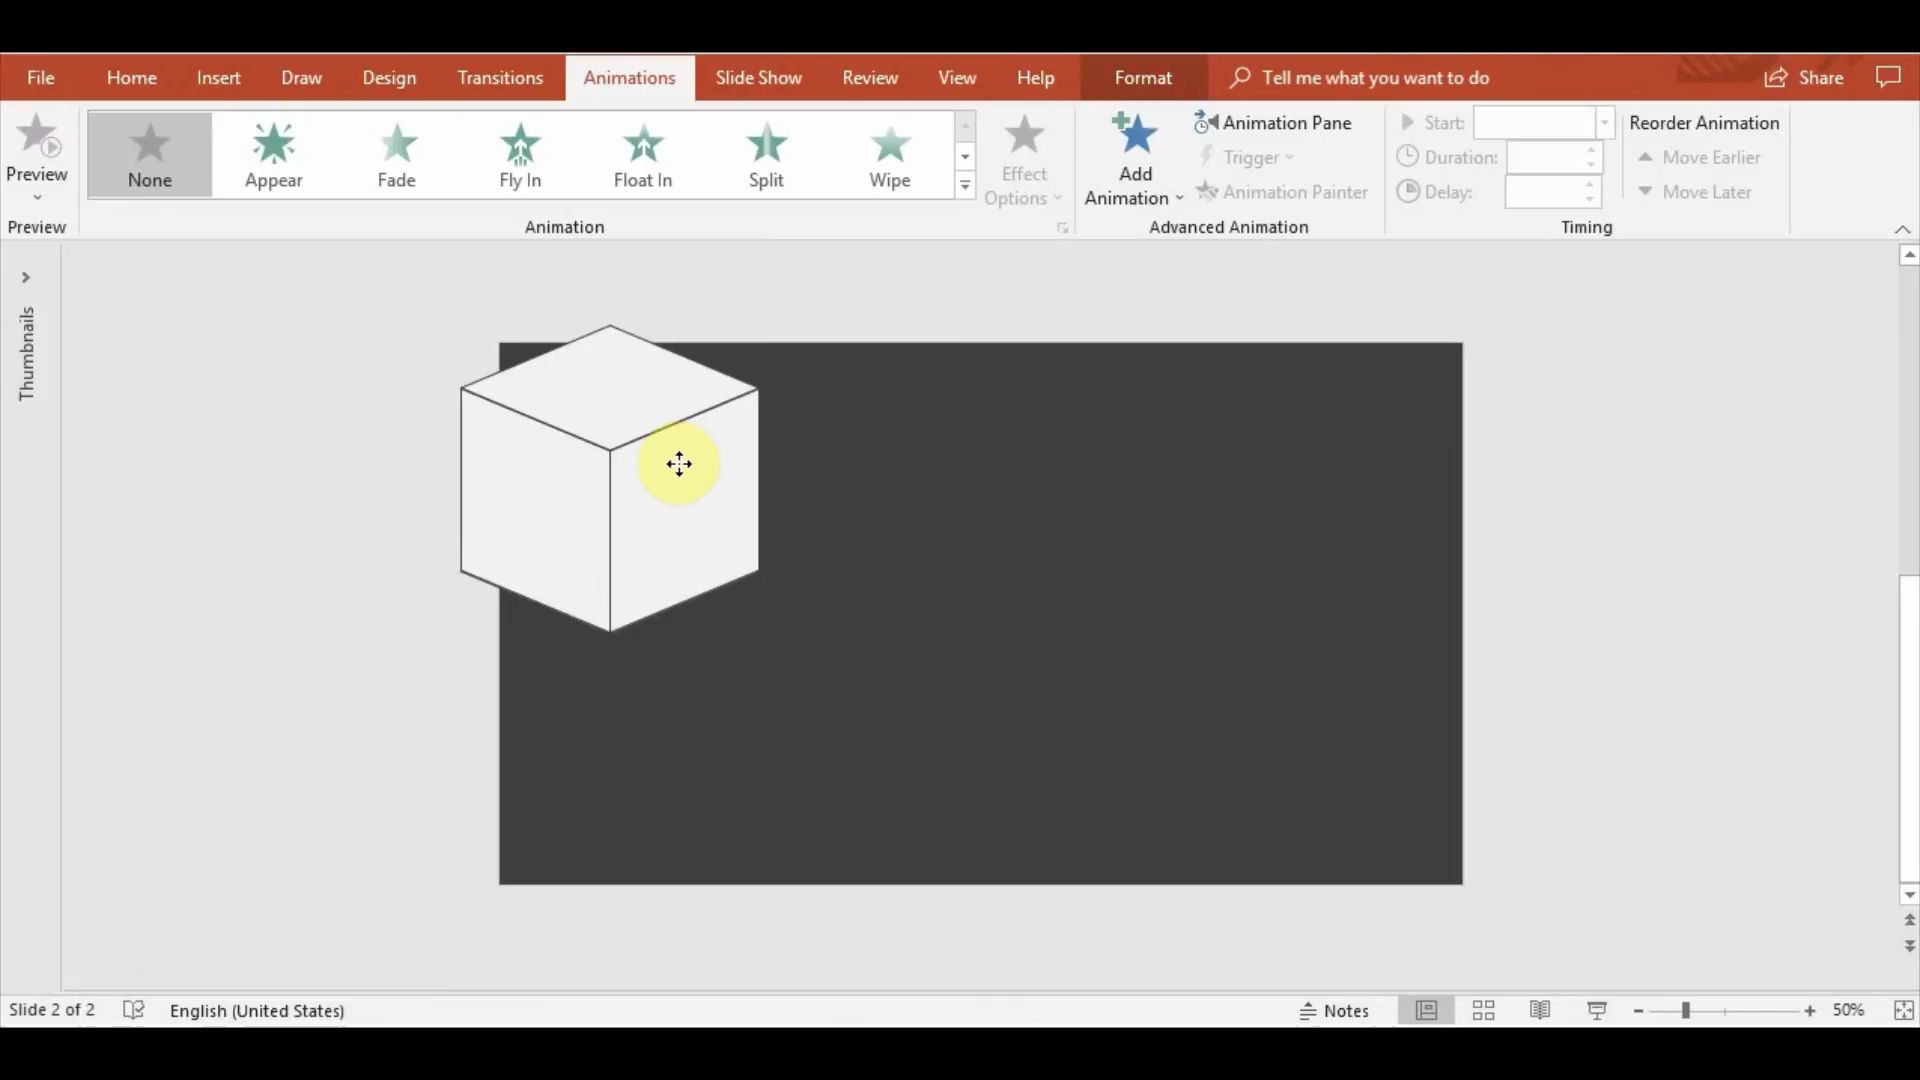 File Home Insert Draw Design Transitions Animations Slide Show Review View Help Format Tell me what you want to do Share
Preview
Preview
None Appear Fade Fly In Float In Split Wipe
Animation
Effect
Options
Add
Animation
Animation Pane
Trigger
Animation Painter
Advanced Animation
Start:
Duration:
Delay:
Timing
Reorder Animation
Move Earlier
Move Later
Thumbnails
Slide 2 of 2 English (United States) Notes 50%